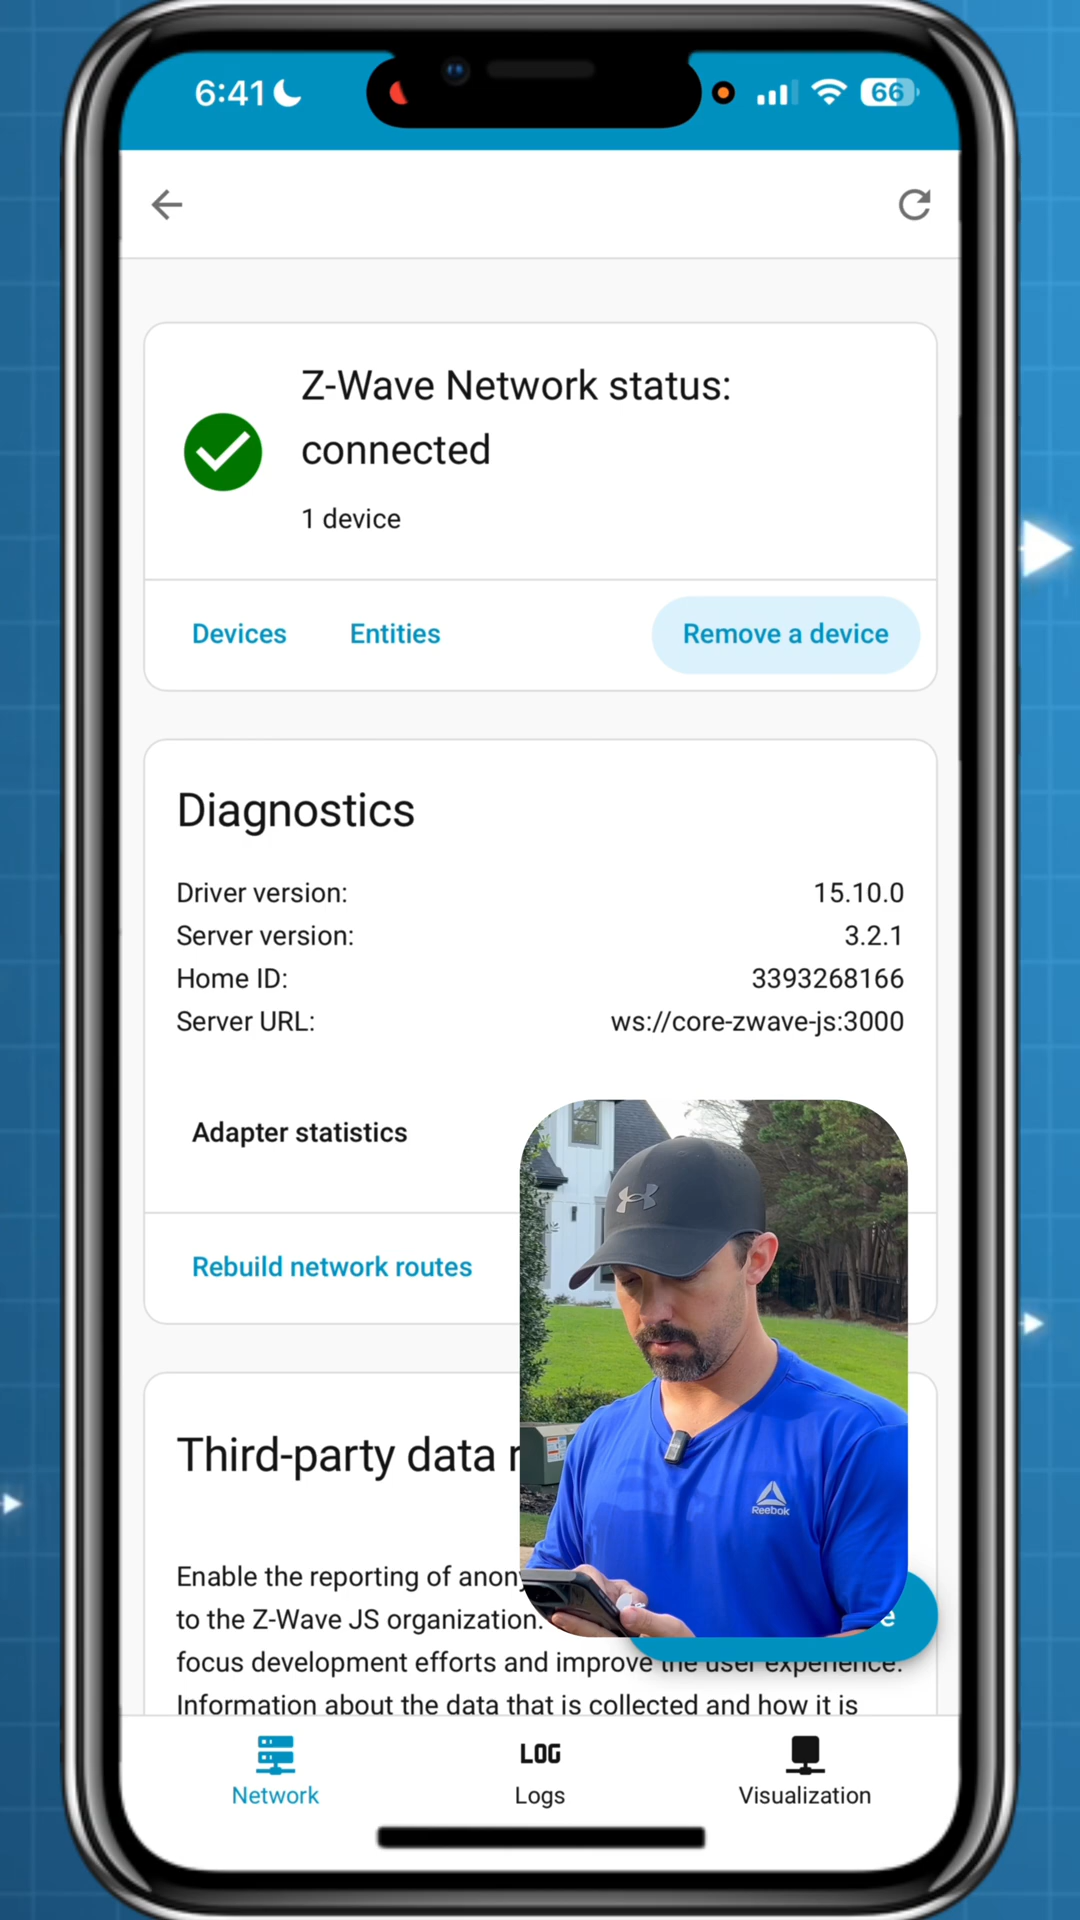 6:41
66
Z-Wave Network status:
connected
1 device
Devices
Entities
Remove a device
Diagnostics
Driver version:
15.10.0
Server version:
3.2.1
Home ID:
3393268166
Server URL:
ws://core-zwave-js:3000
Adapter statistics
Rebuild network routes
Third-party data
Reebok
Enable the reporting of
to the Z-Wave JS organization.
focus development efforts and improve the user experience.
Information about the data that is collected and how it is
LOG
Network
Logs
Visualization